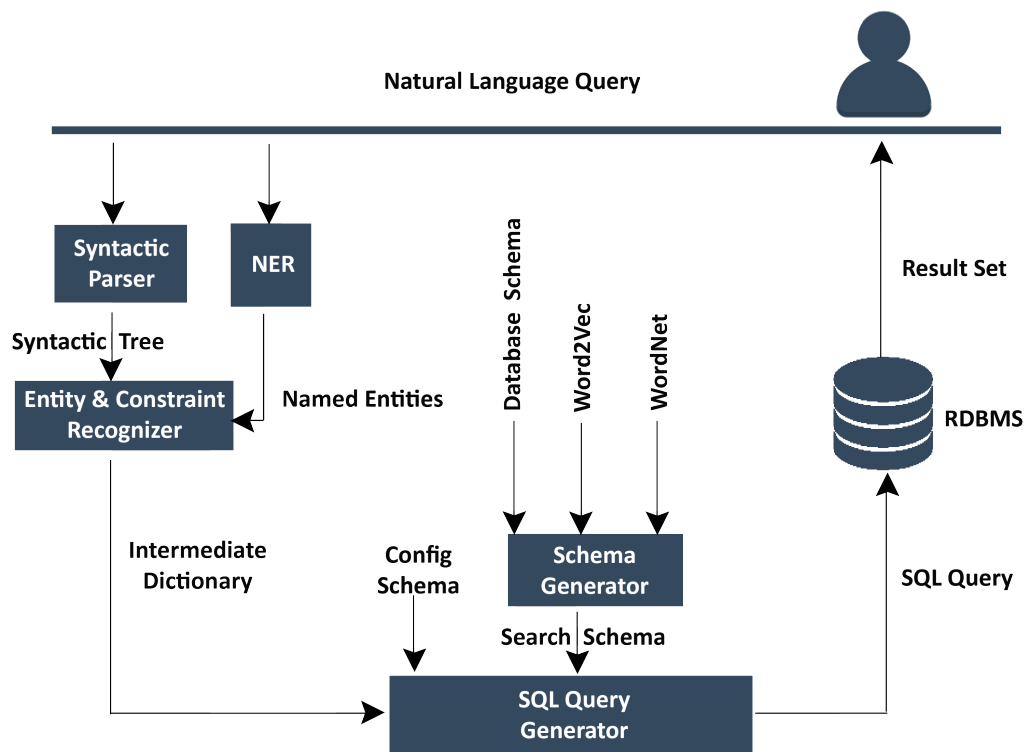 Natural Language Query
Syntactic
Parser
NER
Database Schema
Word2Vec
WordNet
Result Set
Syntactic Tree
Entity & Constraint
Recognizer
Named Entities
RDBMS
Intermediate
Dictionary
Config
Schema
Schema
Generator
SQL Query
Search Schema
SQL Query
Generator